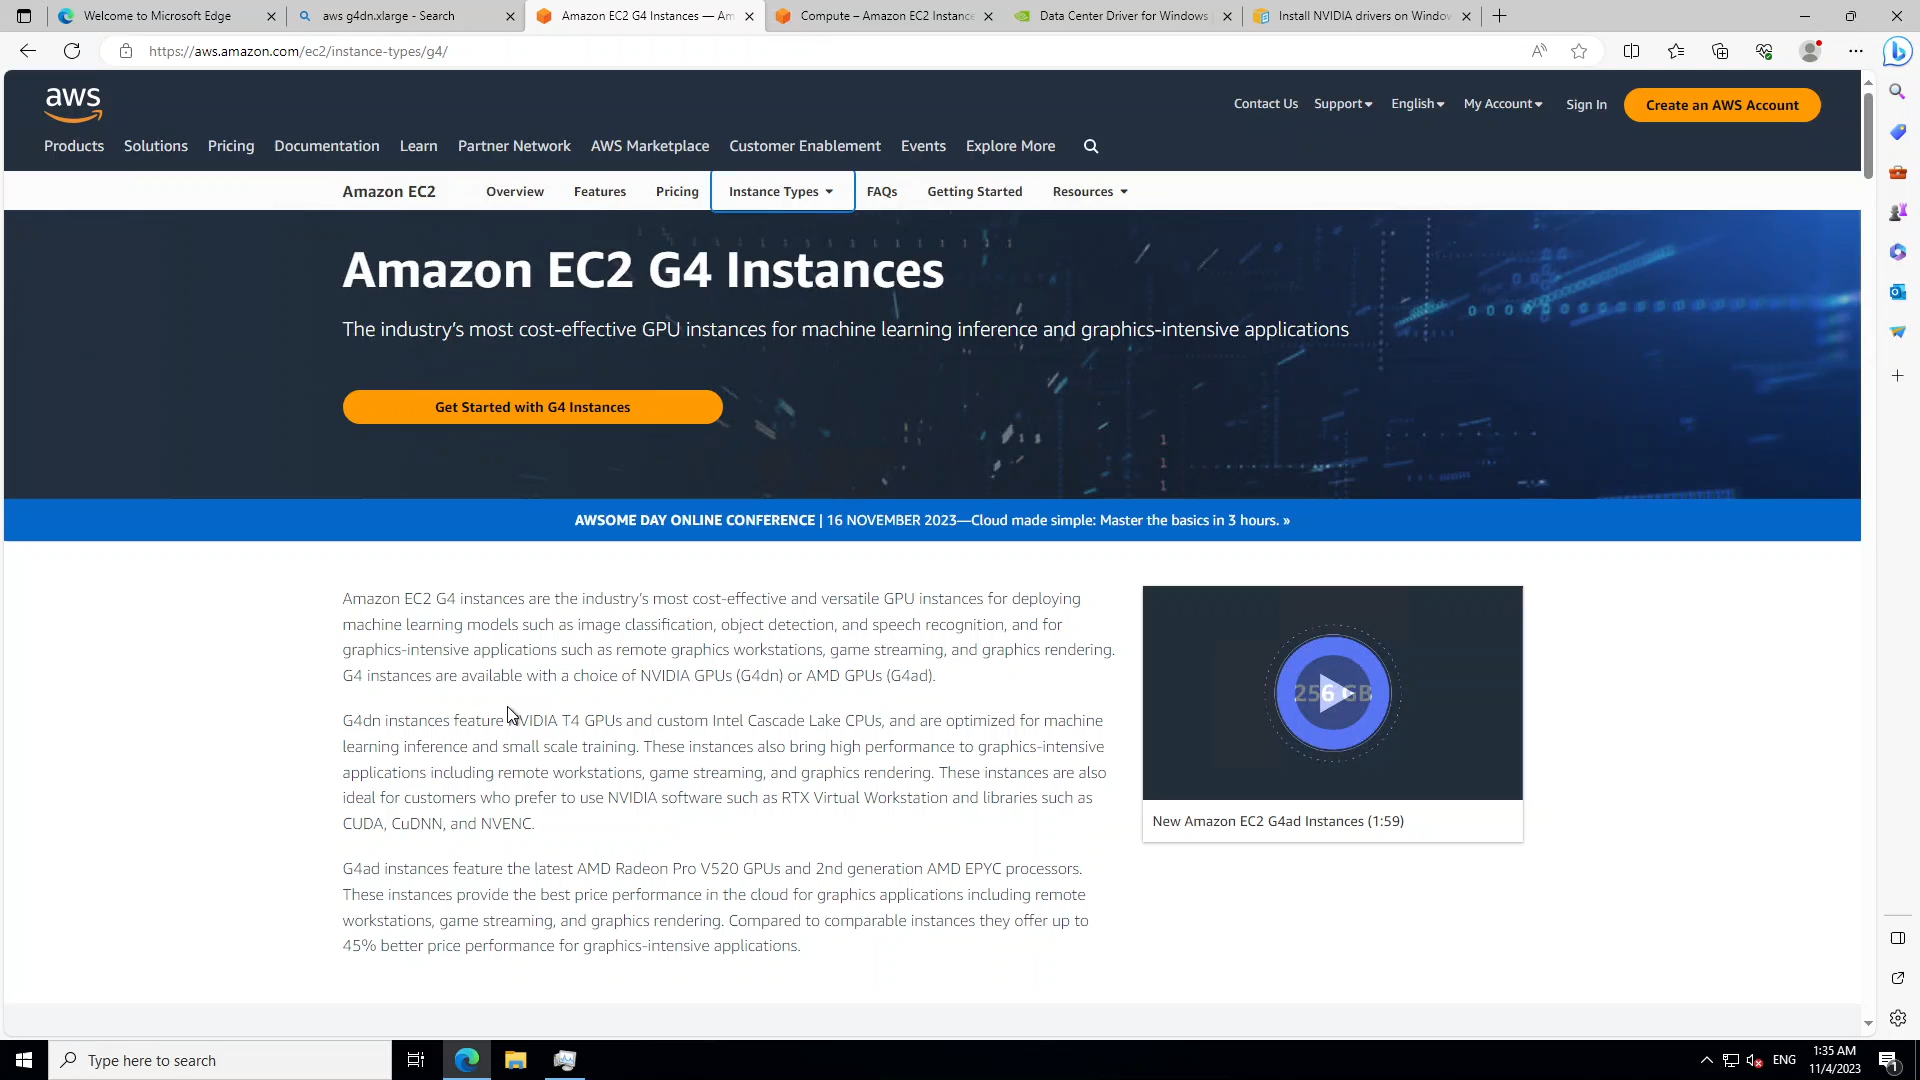 Welcome to Microsoft Edge
aws g4dn.xlarge - Search
Amazon EC2 G4 Instances — Am
Compute – Amazon EC2 Instance
Data Center Driver for Windows
Install NVIDIA drivers on Window
https://aws.amazon.com/ec2/instance-types/g4/
aws
Contact Us
Support
English
My Account
Sign In
Create an AWS Account
Products
Solutions
Pricing
Documentation
Learn
Partner Network
AWS Marketplace
Customer Enablement
Events
Explore More
Amazon EC2
Overview
Features
Pricing
Instance Types
FAQs
Getting Started
Resources
Amazon EC2 G4 Instances
The industry’s most cost-effective GPU instances for machine learning inference and graphics-intensive applications
Get Started with G4 Instances
AWSOME DAY ONLINE CONFERENCE | 16 NOVEMBER 2023—Cloud made simple: Master the basics in 3 hours. »
Amazon EC2 G4 instances are the industry’s most cost-effective and versatile GPU instances for deploying
machine learning models such as image classification, object detection, and speech recognition, and for
graphics-intensive applications such as remote graphics workstations, game streaming, and graphics rendering.
G4 instances are available with a choice of NVIDIA GPUs (G4dn) or AMD GPUs (G4ad).
G4dn instances feature NVIDIA T4 GPUs and custom Intel Cascade Lake CPUs, and are optimized for machine
learning inference and small scale training. These instances also bring high performance to graphics-intensive
applications including remote workstations, game streaming, and graphics rendering. These instances are also
ideal for customers who prefer to use NVIDIA software such as RTX Virtual Workstation and libraries such as
CUDA, CuDNN, and NVENC.
G4ad instances feature the latest AMD Radeon Pro V520 GPUs and 2nd generation AMD EPYC processors.
These instances provide the best price performance in the cloud for graphics applications including remote
workstations, game streaming, and graphics rendering. Compared to comparable instances they offer up to
45% better price performance for graphics-intensive applications.
256 GB
New Amazon EC2 G4ad Instances (1:59)
Type here to search
ENG
1:35 AM
11/4/2023
1